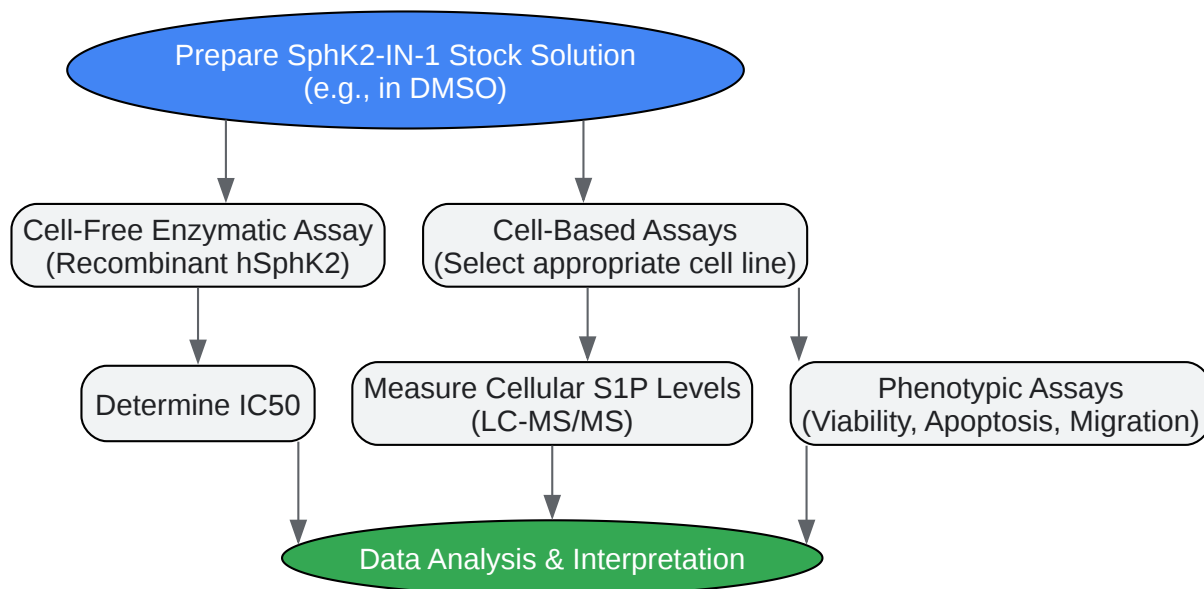 Prepare SphK2-IN-1 Stock Solution
(e.g., in DMSO)
Cell-Free Enzymatic Assay
(Recombinant hSphK2)
Cell-Based Assays
(Select appropriate cell line)
Determine IC50
Measure Cellular S1P Levels
(LC-MS/MS)
Phenotypic Assays
(Viability, Apoptosis, Migration)
Data Analysis & Interpretation